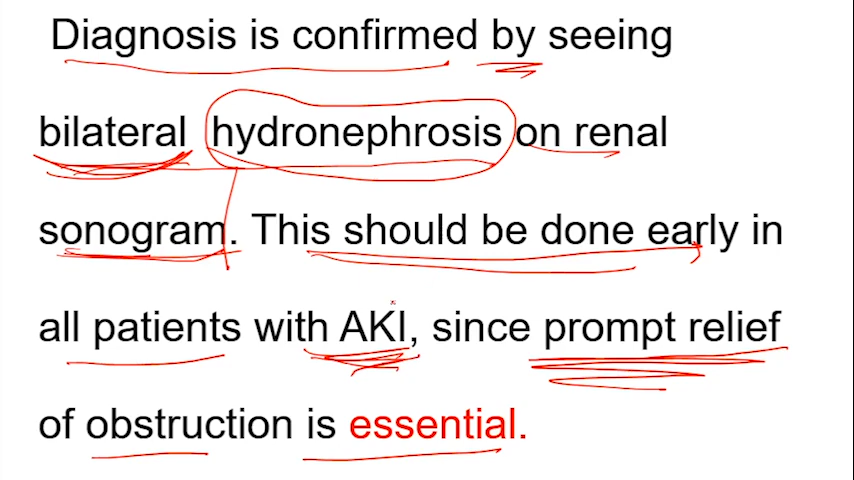 Diagnosis is confirmed by seeing
bilateral hydronephrosis on renal
sonogram. This should be done early in
all patients with AKI, since prompt relief
of obstruction is essential.